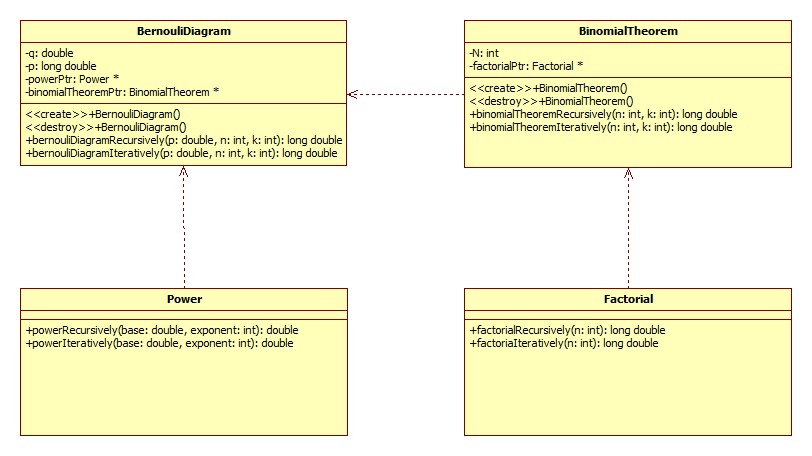 BernouliDiagram
-q: double
-p: long double
-powerPtr: Power *
-binomialTheoremPtr: BinomialTheorem *
<<create>>+BernouliDiagram()
<<destroy>>+BernouliDiagram()
+bernouliDiagramRecursively(p: double, n: int, k: int): long double
+bernouliDiagramIteratively(p: double, n: int, k: int): long double
BinomialTheorem
-N: int
-factorialPtr: Factorial *
<<create>>+BinomialTheorem()
<<destroy>>+BinomialTheorem()
+binomialTheoremRecursively(n: int, k: int): long double
+binomialTheoremIteratively(n: int, k: int): long double
Power
+powerRecursively(base: double, exponent: int): double
+powerIteratively(base: double, exponent: int): double
Factorial
+factorialRecursively(n: int): long double
+factoriaIteratively(n: int): long double